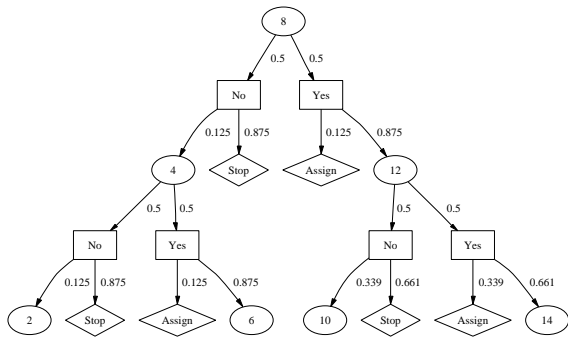 8
0.5 0.5
No Yes
0.125 0.875 0.125 0.875
4 Stop Assign 12
0.5 0.5 0.5 0.5
No Yes No Yes
0.125 0.875 0.125 0.875 0.339 0.661 0.339 0.661
2 Stop Assign 6 10 Stop Assign 14